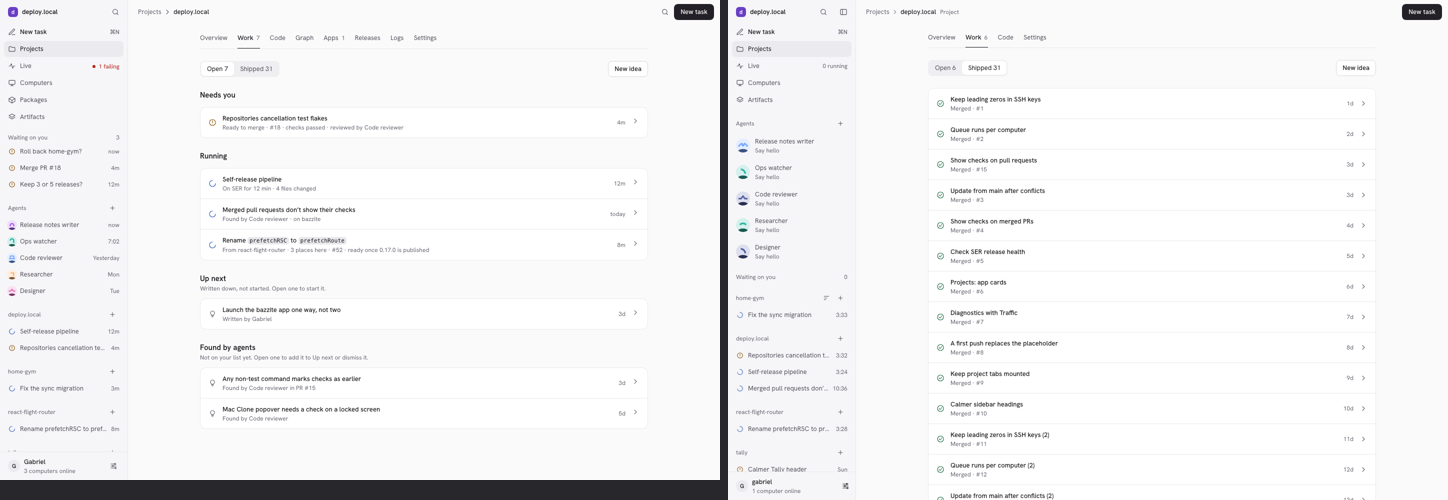 d deploy.local
New task ⌘N
Projects
Live 1 failing
Computers
Packages
Artifacts
Waiting on you 3
Roll back home-gym? now
Merge PR #18 4m
Keep 3 or 5 releases? 12m
Agents
Release notes writer now
Ops watcher 7:02
Code reviewer Yesterday
Researcher Mon
Designer Tue
deploy.local
Self-release pipeline 12m
Repositories cancellation te... 4m
home-gym
Fix the sync migration 3m
react-flight-router
Rename prefetchRSC to pref... 8m
G Gabriel
3 computers online
Projects > deploy.local
New task
Overview Work 7 Code Graph Apps 1 Releases Logs Settings
Open 7 Shipped 31 New idea
Needs you
Repositories cancellation test flakes
Ready to merge · #18 · checks passed · reviewed by Code reviewer 4m
Running
Self-release pipeline
On SER for 12 min · 4 files changed 12m
Merged pull requests don't show their checks
Found by Code reviewer · on bazzite today
Rename prefetchRSC to prefetchRoute
From react-flight-router · 3 places here · #52 · ready once 0.17.0 is published 8m
Up next
Written down, not started. Open one to start it.
Launch the bazzite app one way, not two
Written by Gabriel 3d
Found by agents
Not on your list yet. Open one to add it to Up next or dismiss it.
Any non-test command marks checks as earlier
Found by Code reviewer in PR #15 3d
Mac Clone popover needs a check on a locked screen
Found by Code reviewer 5d
d deploy.local
New task ⌘N
Projects
Live 0 running
Computers
Artifacts
Agents
Release notes writer
Say hello
Ops watcher
Say hello
Code reviewer
Say hello
Researcher
Say hello
Designer
Say hello
Waiting on you 0
home-gym
Fix the sync migration 3:33
deploy.local
Repositories cancellation t... 3:32
Self-release pipeline 3:24
Merged pull requests don'... 10:36
react-flight-router
Rename prefetchRSC to pr... 3:28
tally
Calmer Tally header Sun
G gabriel
1 computer online
Projects > deploy.local Project
New task
Overview Work 6 Code Settings
Open 6 Shipped 31 New idea
Keep leading zeros in SSH keys
Merged · #1 1d
Queue runs per computer
Merged · #2 2d
Show checks on pull requests
Merged · #15 3d
Update from main after conflicts
Merged · #3 3d
Show checks on merged PRs
Merged · #4 4d
Check SER release health
Merged · #5 5d
Projects: app cards
Merged · #6 6d
Diagnostics with Traffic
Merged · #7 7d
A first push replaces the placeholder
Merged · #8 8d
Keep project tabs mounted
Merged · #9 9d
Calmer sidebar headings
Merged · #10 10d
Keep leading zeros in SSH keys (2)
Merged · #11 11d
Queue runs per computer (2)
Merged · #12 12d
Update from main after conflicts (2)